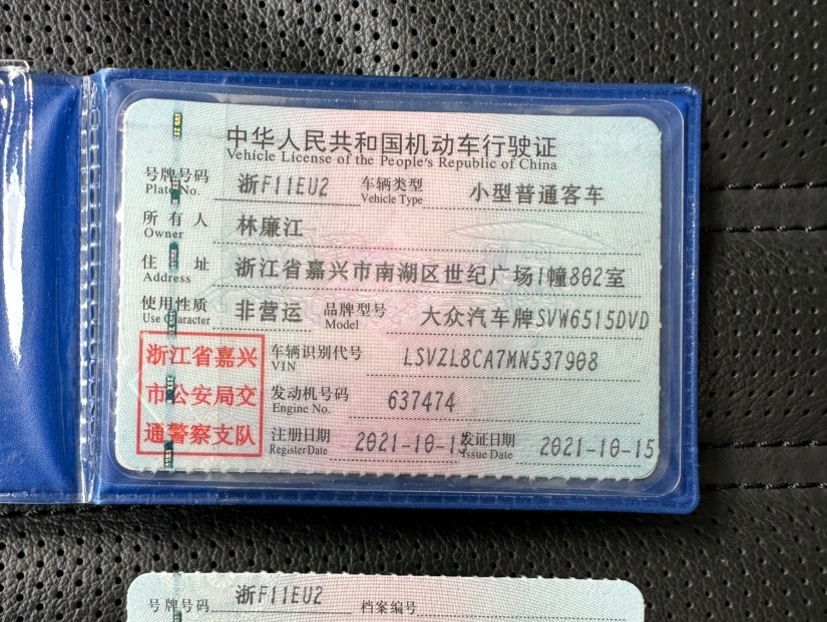 中华人民共和国机动车行驶证
Vehicle License of the People's Republic of China
号牌号码 浙F11EU2 车辆类型 小型普通客车
Plate No. Vehicle Type
所有人 林廉江
Owner
住址 浙江省嘉兴市南湖区世纪广场1幢802室
Address
使用性质 非营运 品牌型号 大众汽车牌SVW6515DVD
Use Character Model
浙江省嘉兴
市公安局交
通警察支队
车辆识别代号 LSVZL8CA7MN537908
VIN
发动机号码 637474
Engine No.
注册日期 2021-10-15 发证日期 2021-10-15
Register Date Issue Date
号牌号码 浙F11EU2 档案编号